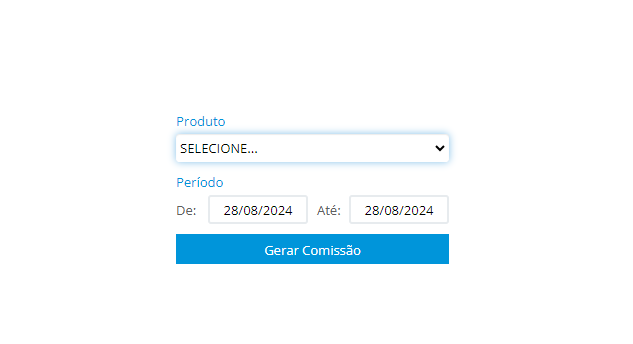 Produto
SELECIONE...
Período
De: 28/08/2024 Até: 28/08/2024
Gerar Comissão